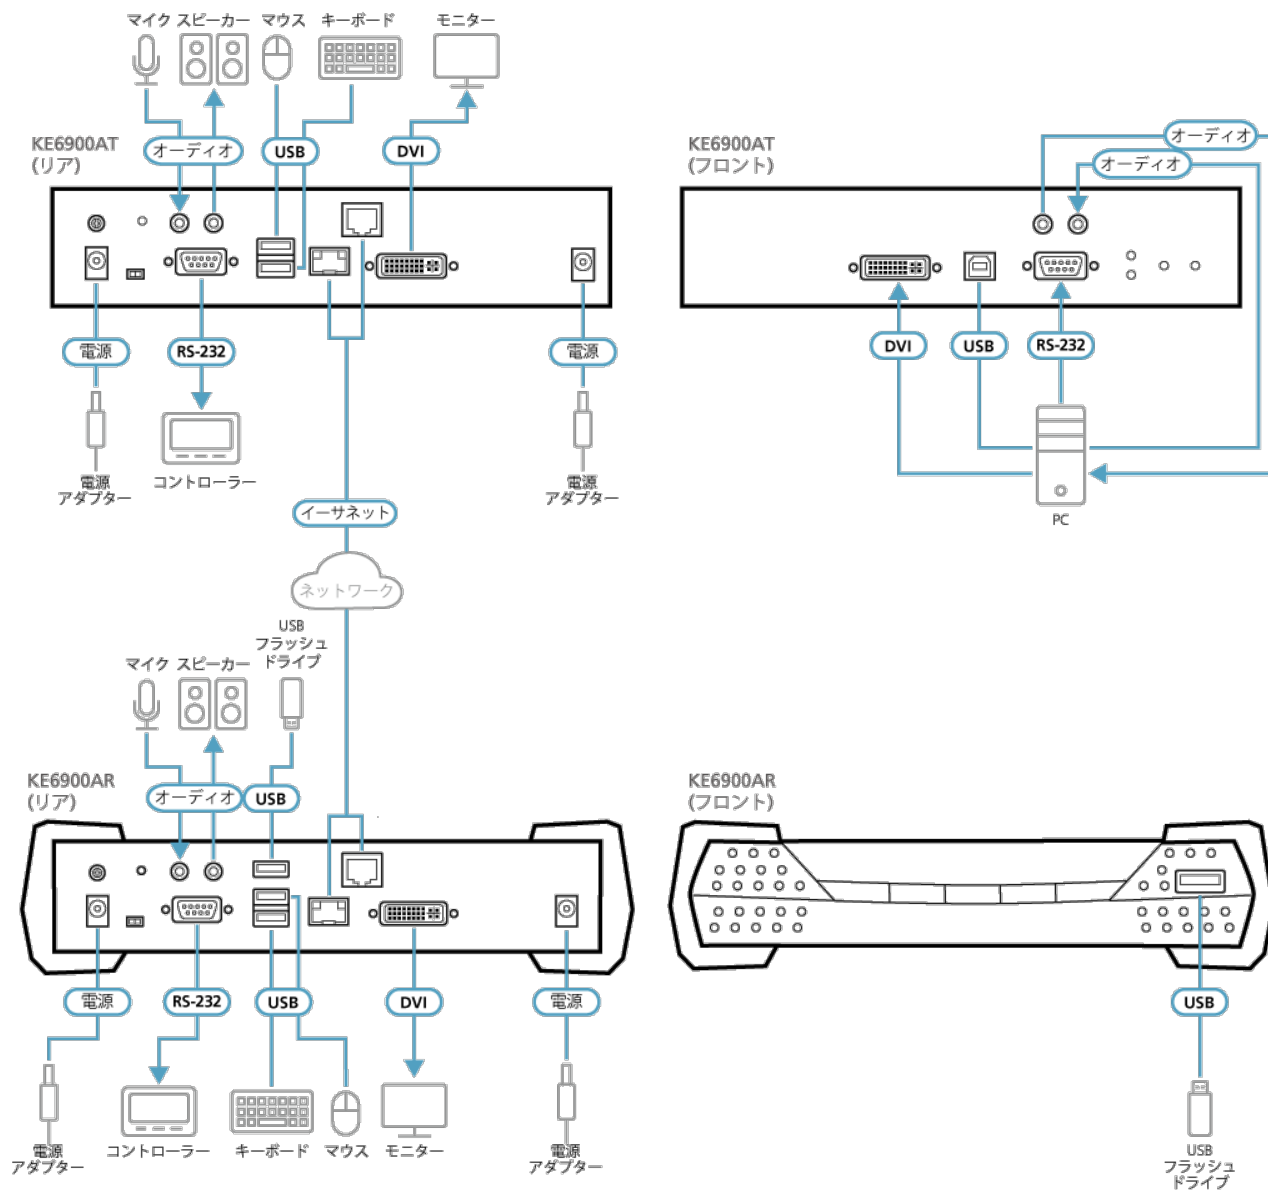 マイク スピーカー マウス キーボード モニター
KE6900AT
(リア)
オーディオ
USB
DVI
電源
RS-232
電源
電源
アダプター
コントローラー
電源
アダプター
KE6900AT
(フロント)
オーディオ
オーディオ
DVI
USB
RS-232
PC
イーサネット
ネットワーク
USB
フラッシュ
ドライブ
マイク スピーカー
KE6900AR
(リア)
オーディオ
USB
電源
RS-232
USB
DVI
電源
電源
アダプター
コントローラー
キーボード
マウス
モニター
電源
アダプター
KE6900AR
(フロント)
USB
USB
フラッシュ
ドライブ